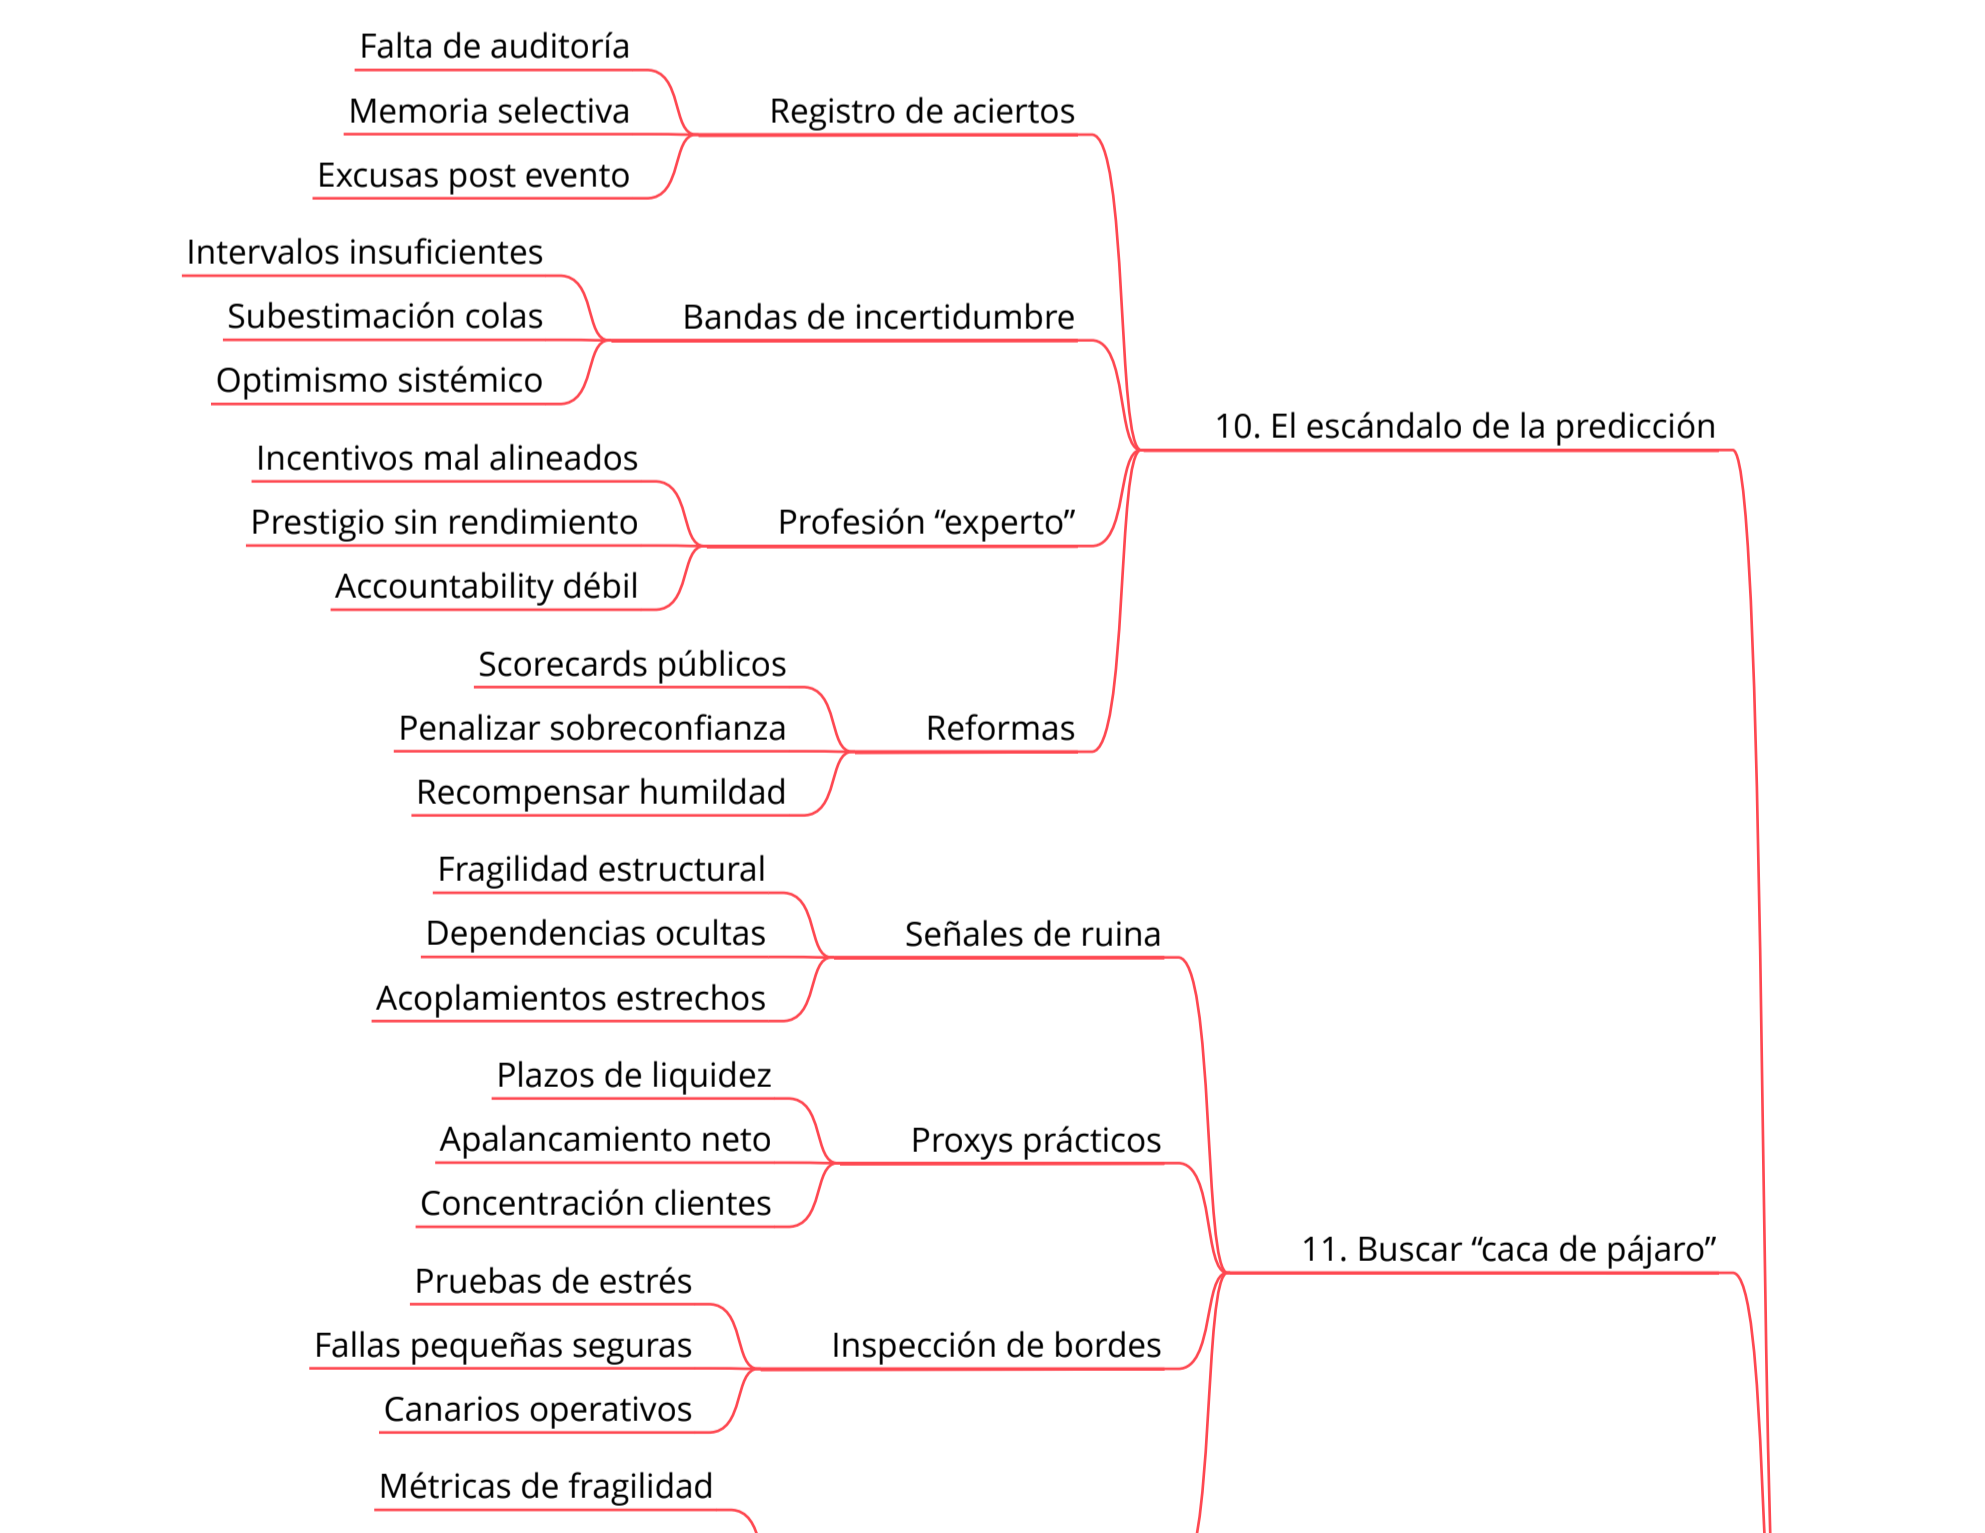 Falta de auditoría
Memoria selectiva
Excusas post evento
Registro de aciertos
Intervalos insuficientes
Subestimación colas
Optimismo sistémico
Bandas de incertidumbre
10. El escándalo de la predicción
Incentivos mal alineados
Prestigio sin rendimiento
Accountability débil
Profesión “experto”
Scorecards públicos
Penalizar sobreconfianza
Recompensar humildad
Reformas
Fragilidad estructural
Dependencias ocultas
Acoplamientos estrechos
Señales de ruina
Plazos de liquidez
Apalancamiento neto
Concentración clientes
Proxys prácticos
11. Buscar “caca de pájaro”
Pruebas de estrés
Fallas pequeñas seguras
Canarios operativos
Inspección de bordes
Métricas de fragilidad